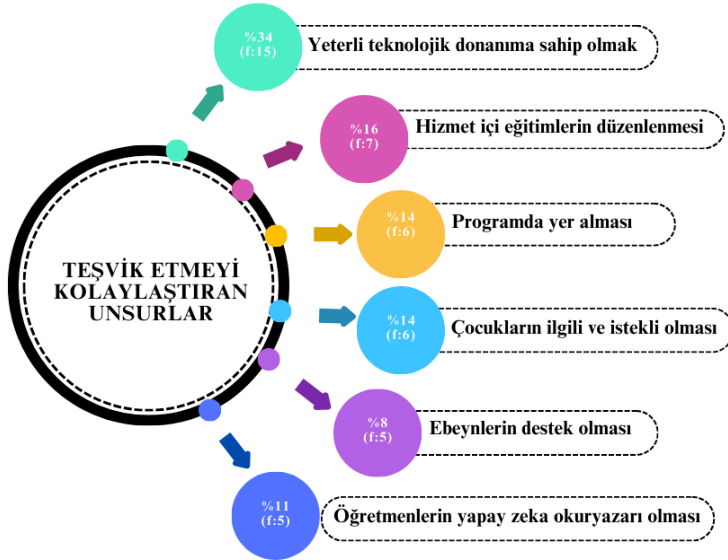 %34
(f:15)
Yeterli teknolojik donanıma sahip olmak
%16
(f:7)
Hizmet içi eğitimlerin düzenlenmesi
%14
(f:6)
Programda yer alması
TEŞVİK ETMEYİ
KOLAYLAŞTIRAN
UNSURLAR
%14
(f:6)
Çocukların ilgili ve istekli olması
%8
(f:5)
Ebeynlerin destek olması
%11
(f:5)
Öğretmenlerin yapay zeka okuryazarı olması